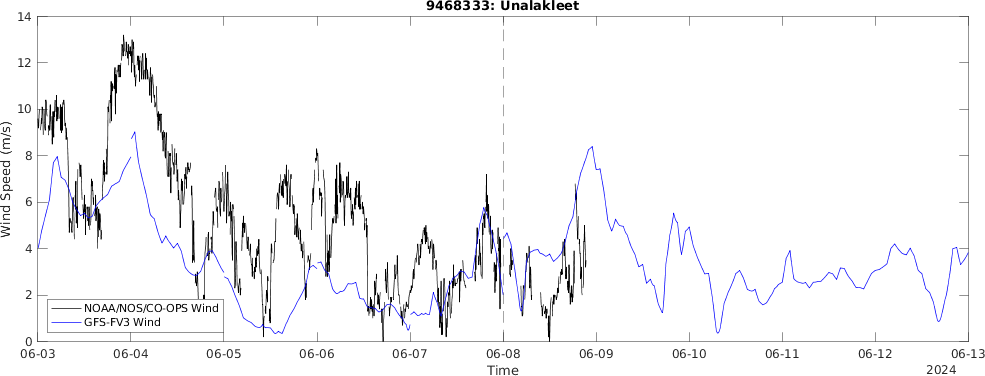 9468333: Unalakleet
Wind Speed (m/s)
14
12
10
8
6
4
2
0
NOAA/NOS/CO-OPS Wind
GFS-FV3 Wind
06-03 06-04 06-05 06-06 06-07 06-08 06-09 06-10 06-11 06-12 06-13
Time
2024